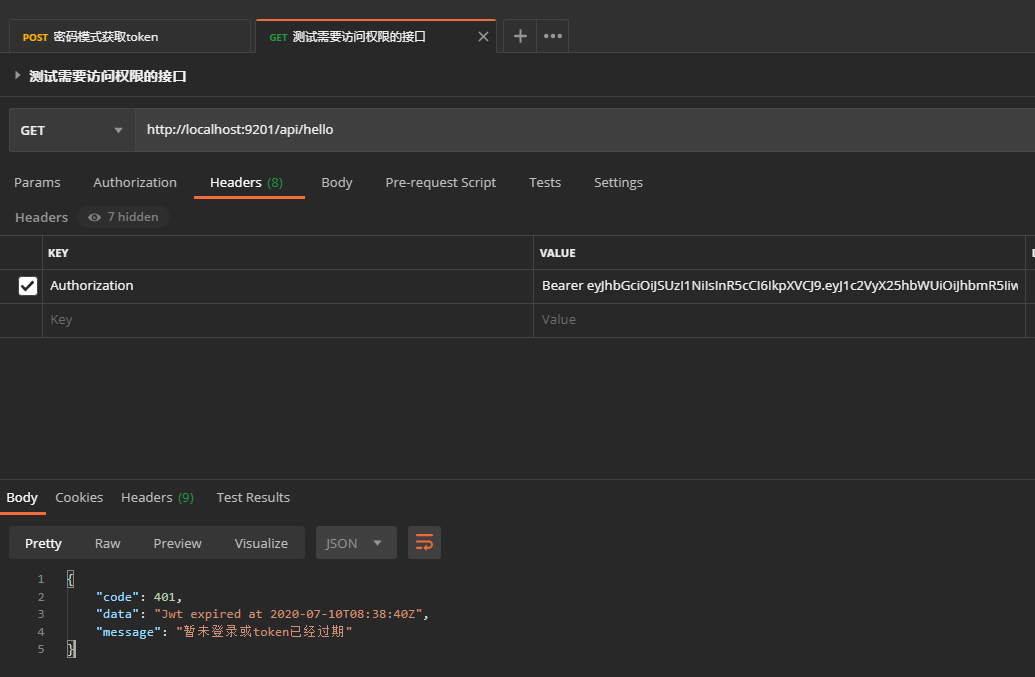 POST 密码模式获取token
GET 测试需要访问权限的接口
测试需要访问权限的接口
GET http://localhost:9201/api/hello
Params Authorization Headers (8) Body Pre-request Script Tests Settings
Headers 7 hidden
KEY VALUE
Authorization Bearer eyJhbGciOiJSUzI1NiIsInR5cCI6IkpXVCJ9.eyJ1c2VyX25hbWUiOiJhbmR5Iiw
Key Value
Body Cookies Headers (9) Test Results
Pretty Raw Preview Visualize JSON
1 {
2 "code": 401,
3 "data": "Jwt expired at 2020-07-10T08:38:40Z",
4 "message": "暂未登录或token已经过期"
5 }